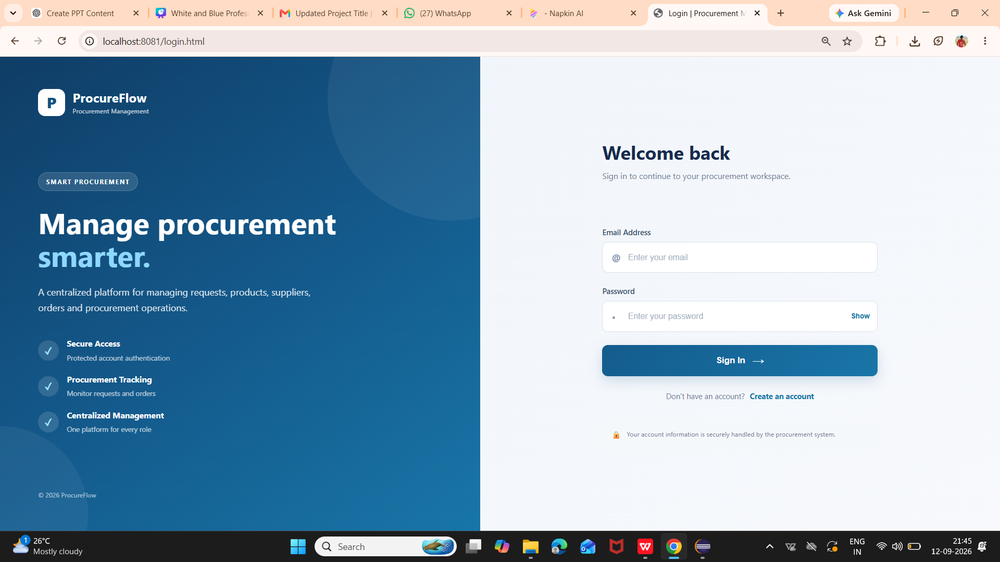 Create PPT Content
White and Blue Profess
Updated Project Title |
(27) WhatsApp
- Napkin AI
Login | Procurement M
Ask Gemini
localhost:8081/login.html
P
ProcureFlow
Procurement Management
SMART PROCUREMENT
Manage procurement
smarter.
A centralized platform for managing requests, products, suppliers,
orders and procurement operations.
✓
Secure Access
Protected account authentication
✓
Procurement Tracking
Monitor requests and orders
✓
Centralized Management
One platform for every role
© 2026 ProcureFlow
Welcome back
Sign in to continue to your procurement workspace.
Email Address
@ Enter your email
Password
• Enter your password Show
Sign In →
Don't have an account? Create an account
Your account information is securely handled by the procurement system.
1
26°C
Mostly cloudy
Search
ENG
IN
21:45
12-09-2026